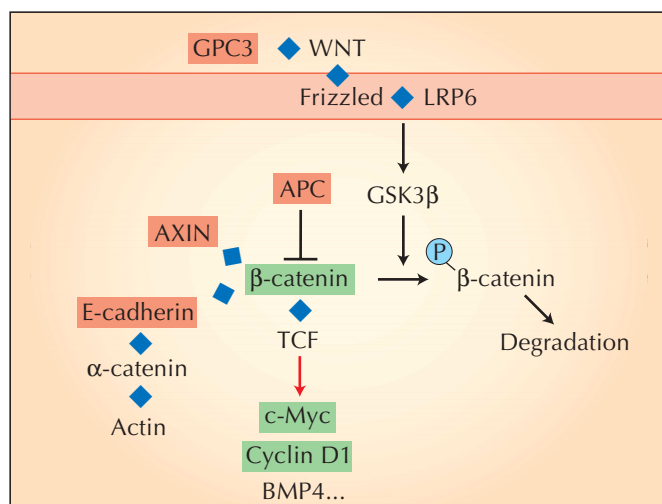 GPC3 WNT
Frizzled LRP6
APC GSK3β
AXIN
P
β-catenin β-catenin
E-cadherin
TCF Degradation
α-catenin
c-Myc
Actin
Cyclin D1
BMP4...